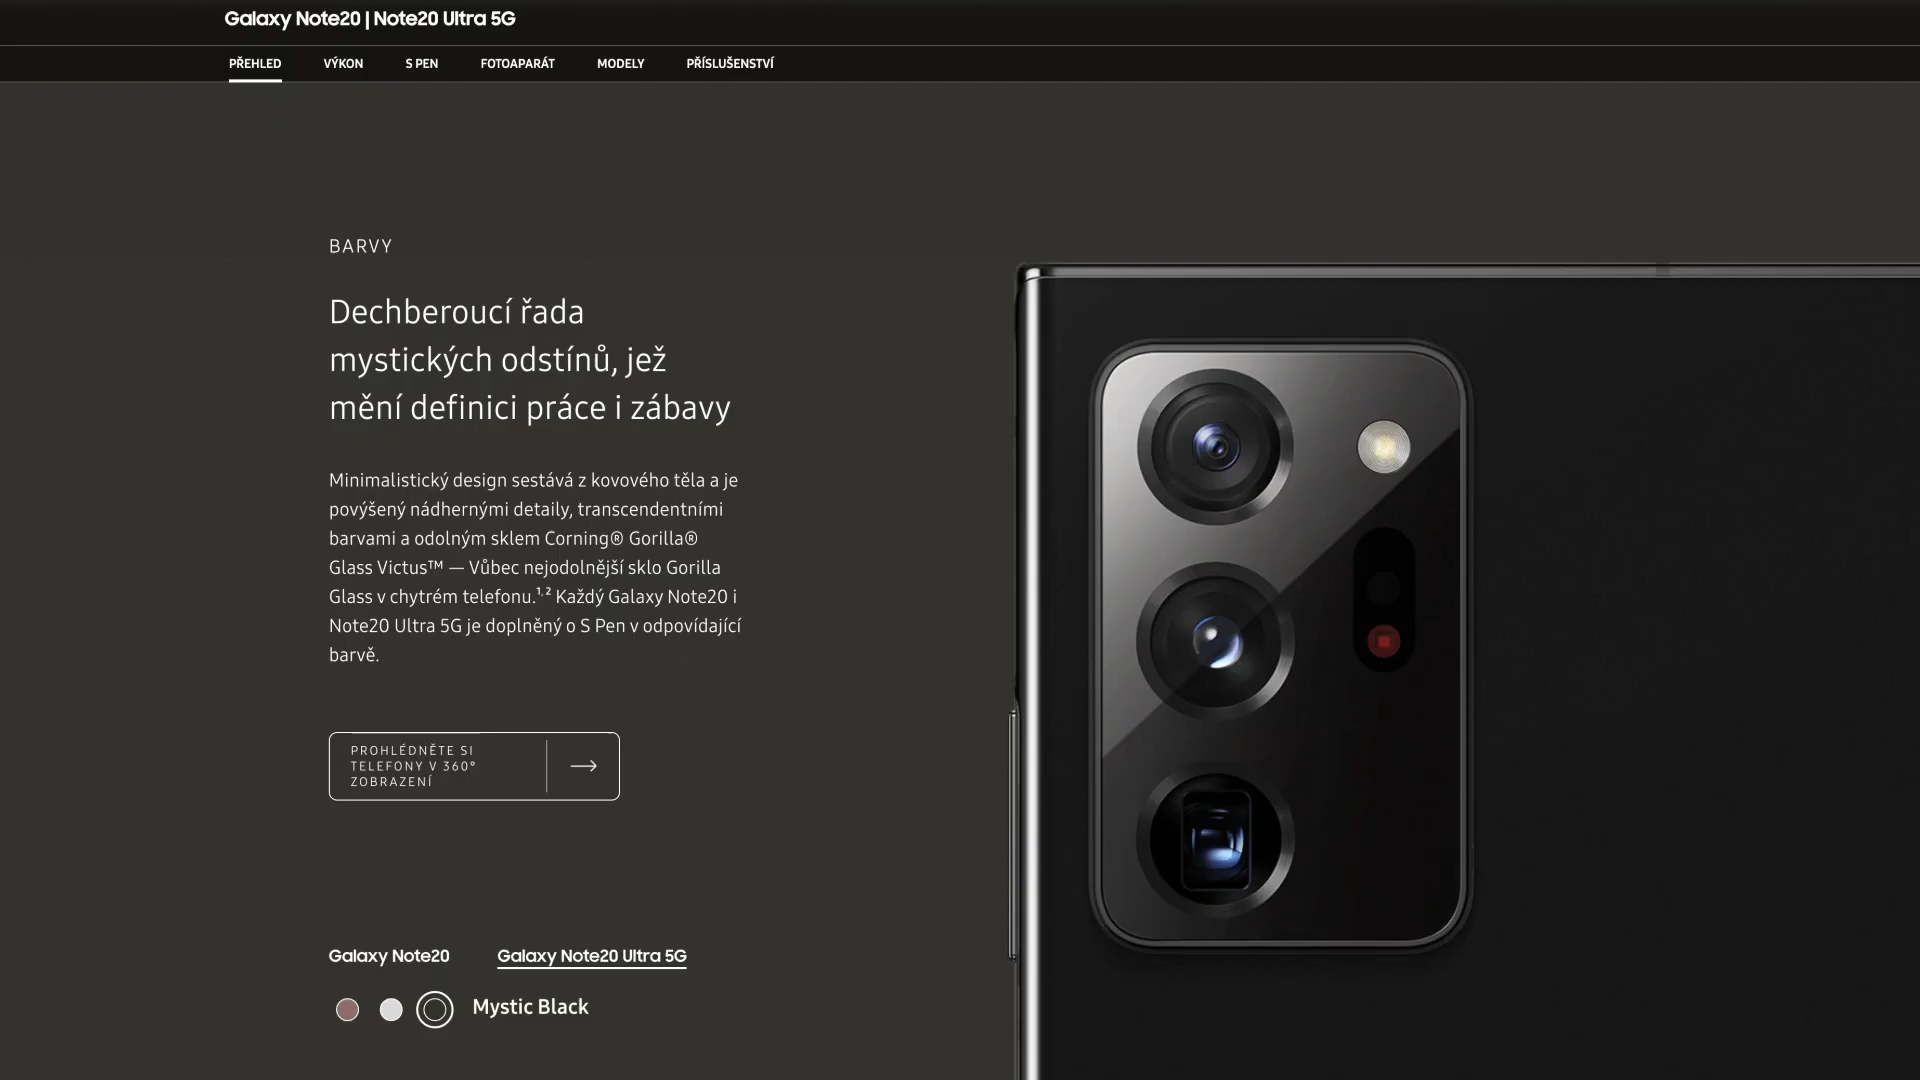 Galaxy Note20 | Note20 Ultra 5G
PŘEHLED VÝKON S PEN FOTOAPARÁT MODELY PŘÍSLUŠENSTVÍ
BARVY
Dechberoucí řada
mystických odstínů, jež
mění definici práce i zábavy
Minimalistický design sestává z kovového těla a je
povýšený nádhernými detaily, transcendentními
barvami a odolným sklem Corning® Gorilla®
Glass Victus™ — Vůbec nejodolnější sklo Gorilla
Glass v chytrém telefonu.¹˒² Každý Galaxy Note20 i
Note20 Ultra 5G je doplněný o S Pen v odpovídající
barvě.
PROHLÉDNĚTE SI
TELEFONY V 360°
ZOBRAZENÍ
Galaxy Note20 Galaxy Note20 Ultra 5G
Mystic Black